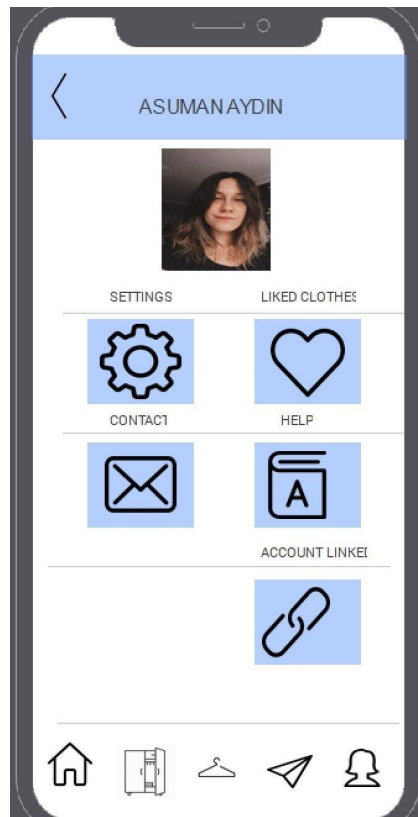 ASUMAN AYDIN
SETTINGS
LIKED CLOTHES
CONTACT
HELP
A
ACCOUNT LINKED